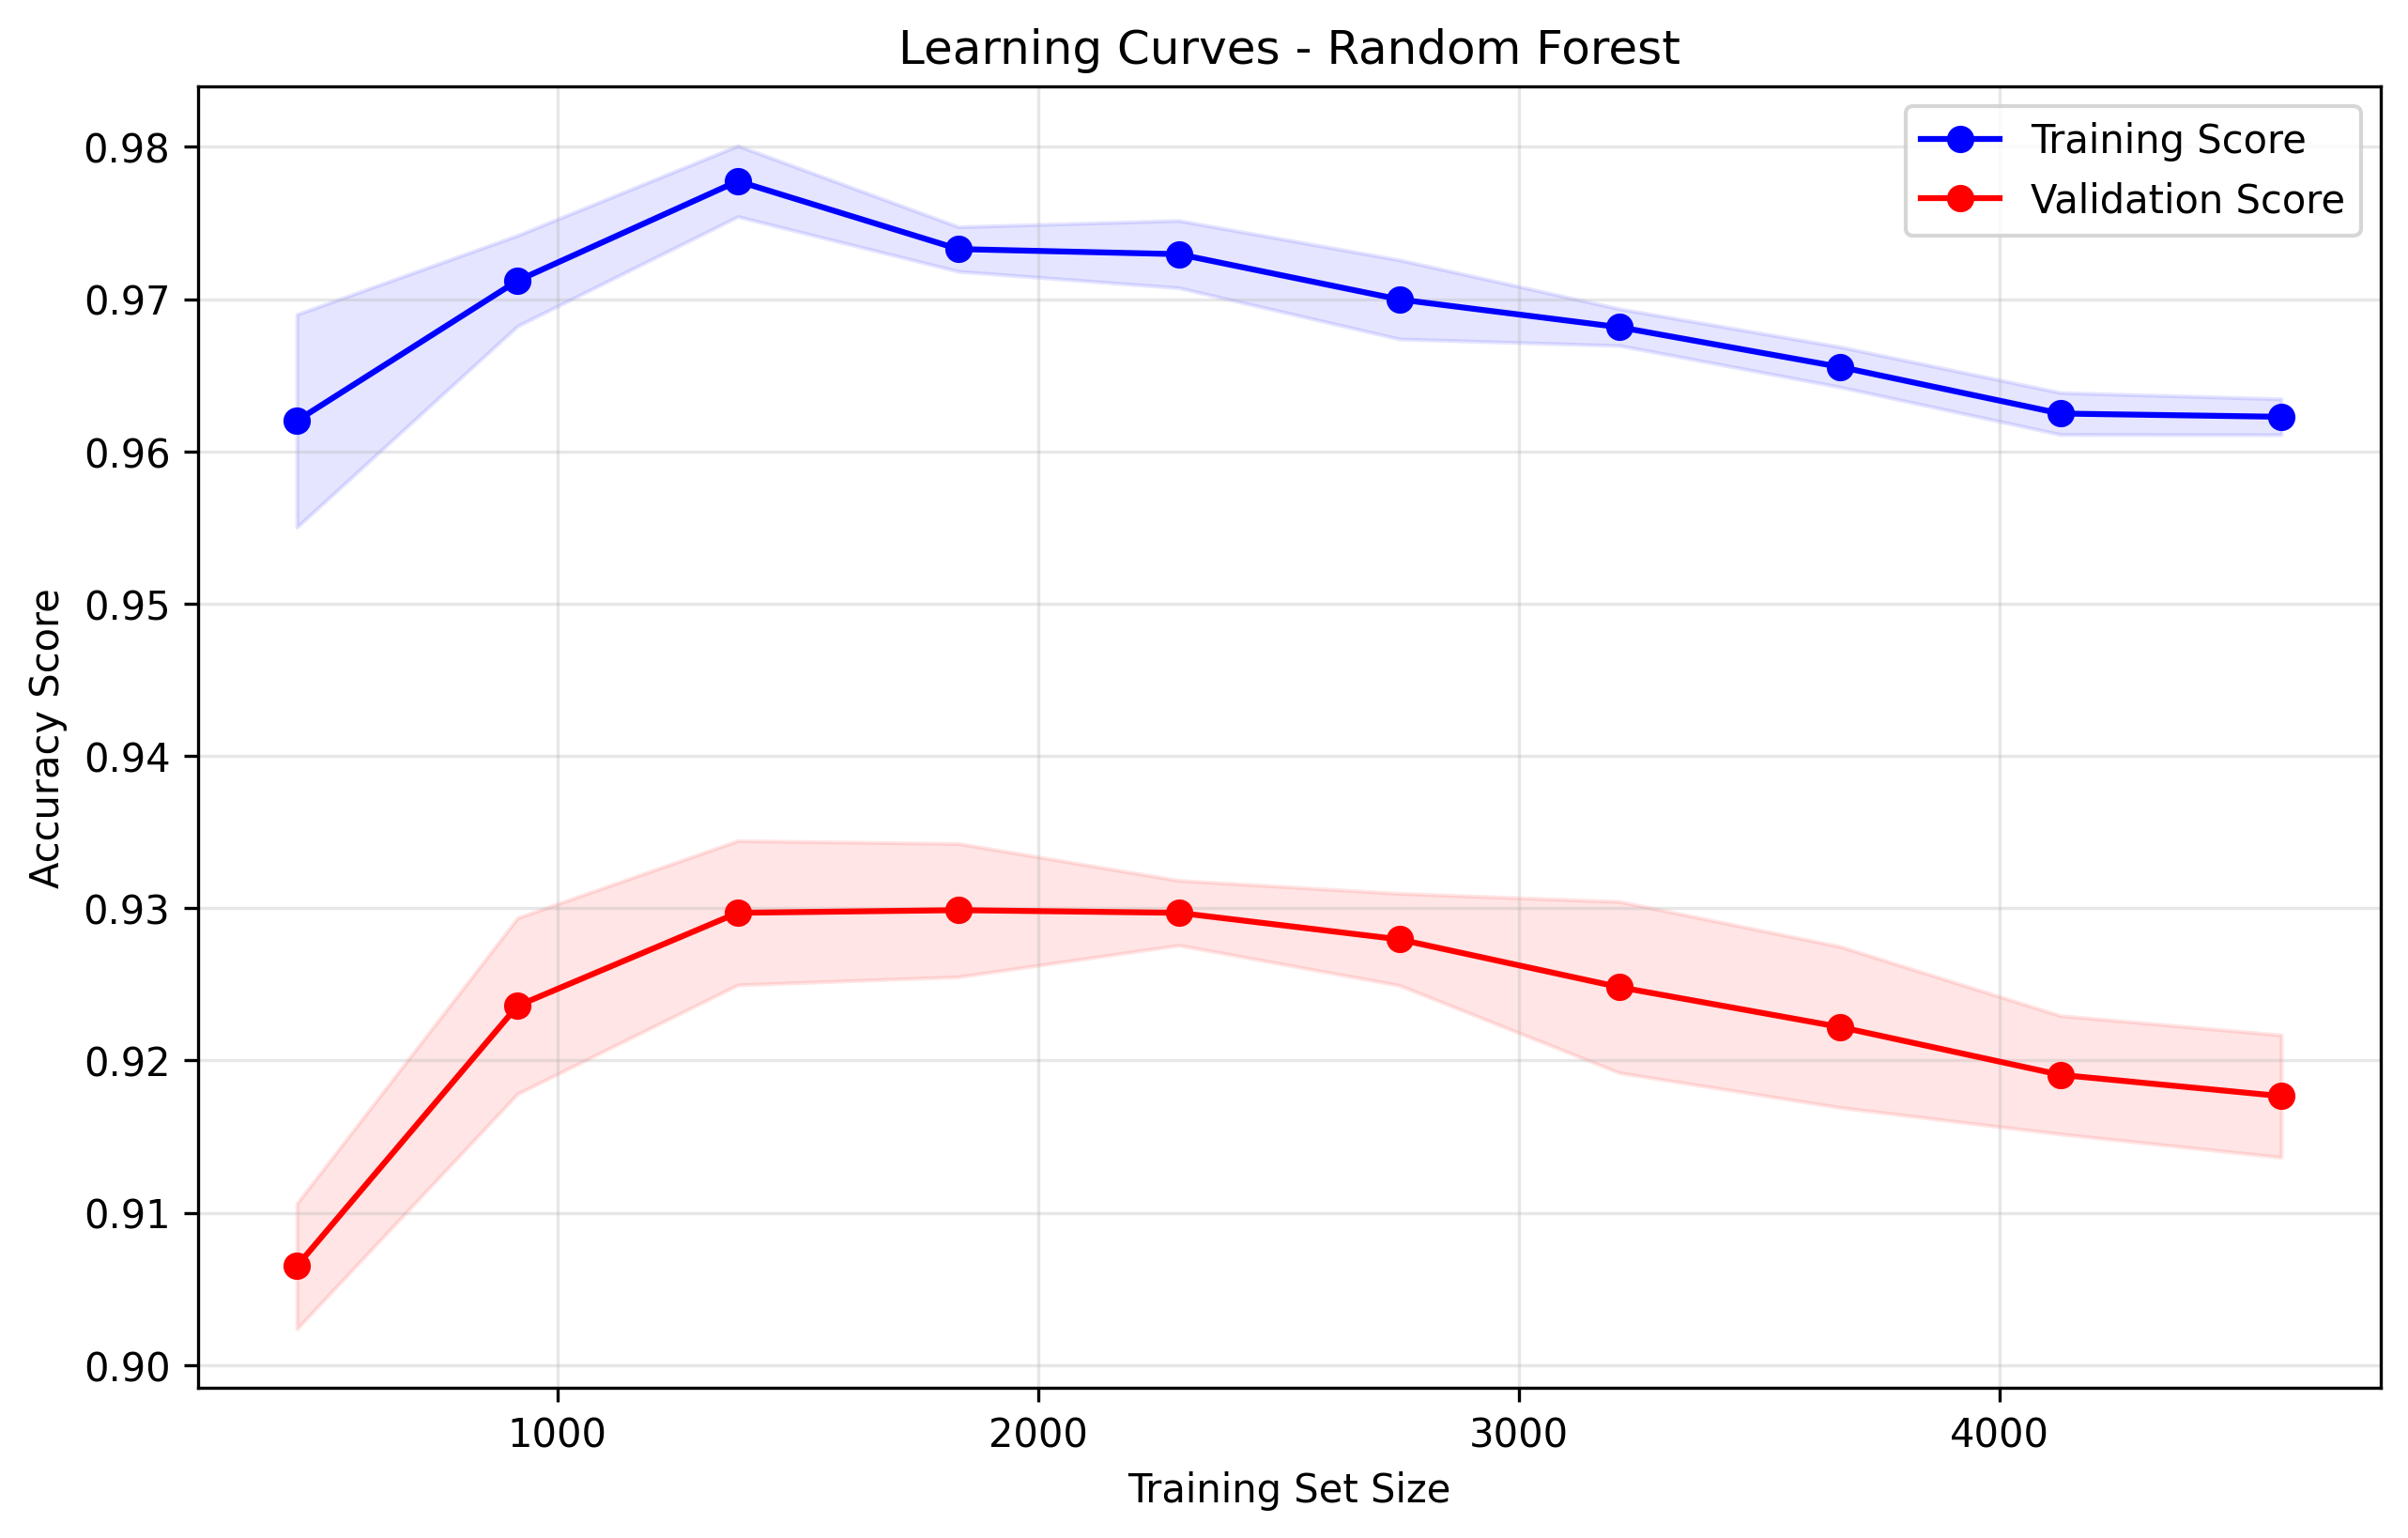 Learning Curves - Random Forest
Training Score
Validation Score
Accuracy Score
0.98
0.97
0.96
0.95
0.94
0.93
0.92
0.91
0.90
1000 2000 3000 4000
Training Set Size